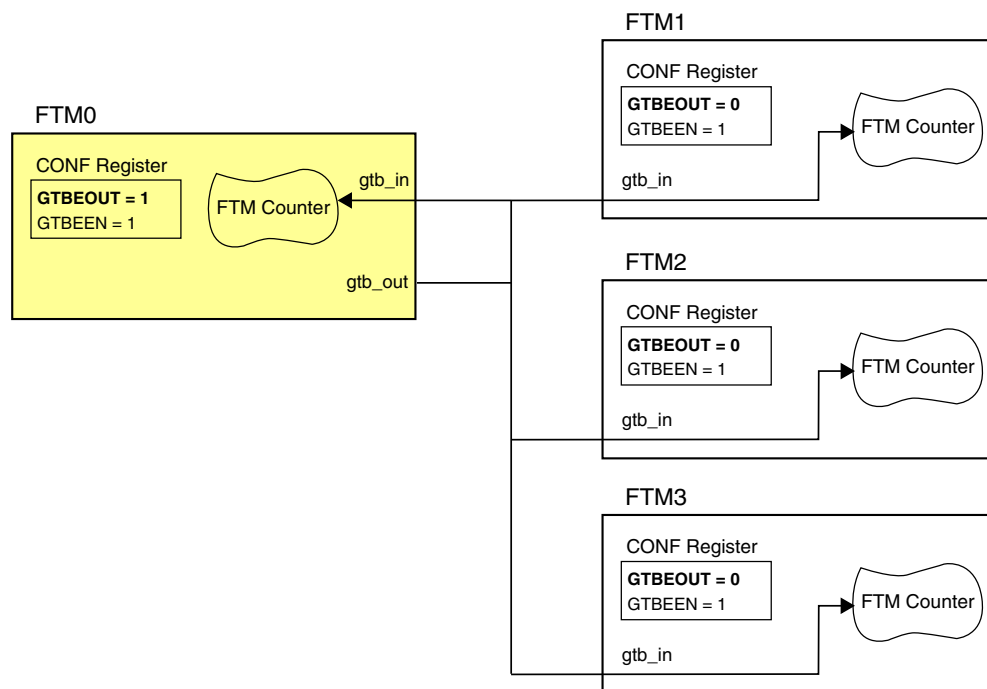 FTM0
CONF Register
GTBEOUT = 1
GTBEEN = 1
FTM Counter
gtb_in
gtb_out
FTM1
CONF Register
GTBEOUT = 0
GTBEEN = 1
FTM Counter
gtb_in
FTM2
CONF Register
GTBEOUT = 0
GTBEEN = 1
FTM Counter
gtb_in
FTM3
CONF Register
GTBEOUT = 0
GTBEEN = 1
FTM Counter
gtb_in